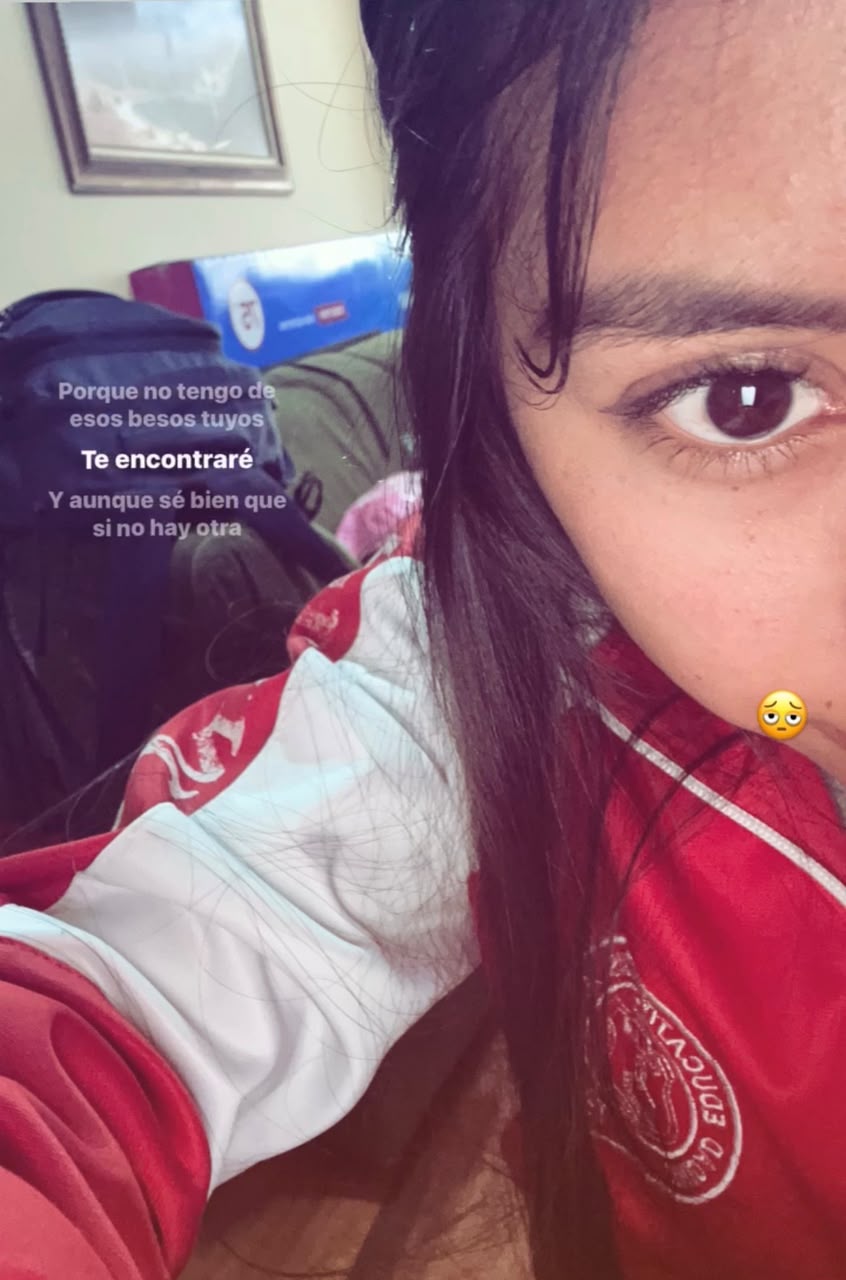 Porque no tengo de
esos besos tuyos
Te encontraré
Y aunque sé bien que
si no hay otra